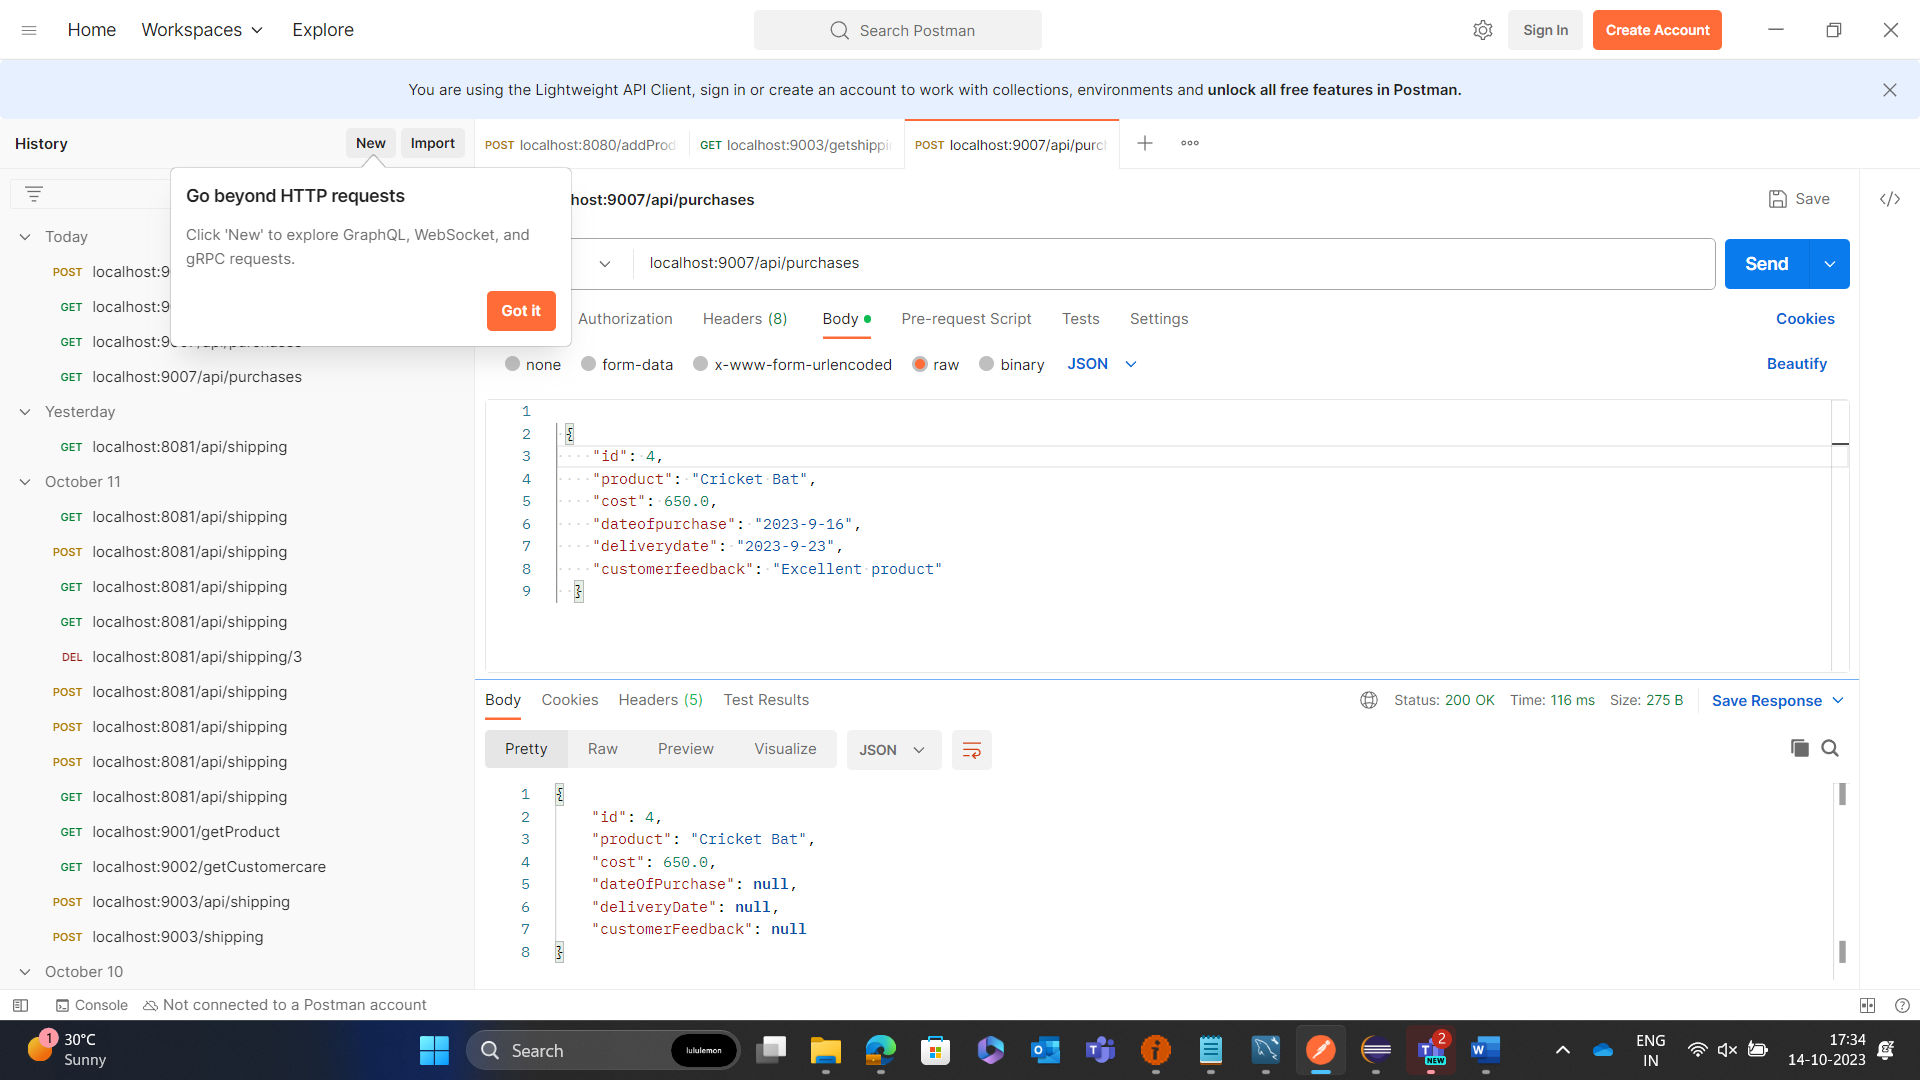 Home
Workspaces
Explore
Search Postman
Sign In
Create Account
You are using the Lightweight API Client, sign in or create an account to work with collections, environments and unlock all free features in Postman.
History
New
Import
POST localhost:8080/addProd
GET localhost:9003/getshippi
POST localhost:9007/api/purc
Go beyond HTTP requests
Click 'New' to explore GraphQL, WebSocket, and
gRPC requests.
Got it
Today
POST localhost:9
GET localhost:9
GET localhost:9007/api/purchases
GET localhost:9007/api/purchases
Yesterday
GET localhost:8081/api/shipping
October 11
GET localhost:8081/api/shipping
POST localhost:8081/api/shipping
GET localhost:8081/api/shipping
GET localhost:8081/api/shipping
DEL localhost:8081/api/shipping/3
POST localhost:8081/api/shipping
POST localhost:8081/api/shipping
POST localhost:8081/api/shipping
GET localhost:8081/api/shipping
GET localhost:9001/getProduct
GET localhost:9002/getCustomercare
POST localhost:9003/api/shipping
POST localhost:9003/shipping
October 10
host:9007/api/purchases
Save
</>
localhost:9007/api/purchases
Send
Authorization
Headers (8)
Body
Pre-request Script
Tests
Settings
Cookies
none
form-data
x-www-form-urlencoded
raw
binary
JSON
Beautify
1
2 {
3 "id": 4,
4 "product": "Cricket Bat",
5 "cost": 650.0,
6 "dateofpurchase": "2023-9-16",
7 "deliverydate": "2023-9-23",
8 "customerfeedback": "Excellent product"
9 }
Body
Cookies
Headers (5)
Test Results
Status: 200 OK
Time: 116 ms
Size: 275 B
Save Response
Pretty
Raw
Preview
Visualize
JSON
1 {
2 "id": 4,
3 "product": "Cricket Bat",
4 "cost": 650.0,
5 "dateOfPurchase": null,
6 "deliveryDate": null,
7 "customerFeedback": null
8 }
Console
Not connected to a Postman account
1
30°C
Sunny
Search
lululemon
2
NEW
ENG
IN
17:34
14-10-2023